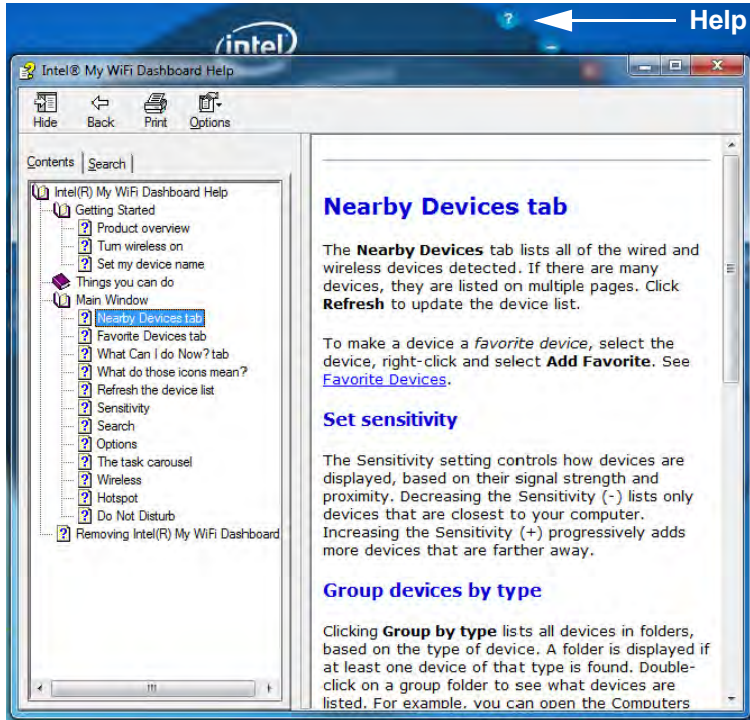 ? Help
intel
Intel® My WiFi Dashboard Help
Hide Back Print Options
Contents Search
Intel(R) My WiFi Dashboard Help
Getting Started
Product overview
Turn wireless on
Set my device name
Things you can do
Main Window
Nearby Devices tab
Favorite Devices tab
What Can I do Now? tab
What do those icons mean?
Refresh the device list
Sensitivity
Search
Options
The task carousel
Wireless
Hotspot
Do Not Disturb
Removing Intel(R) My WiFi Dashboard
Nearby Devices tab
The Nearby Devices tab lists all of the wired and
wireless devices detected. If there are many
devices, they are listed on multiple pages. Click
Refresh to update the device list.
To make a device a favorite device, select the
device, right-click and select Add Favorite. See
Favorite Devices.
Set sensitivity
The Sensitivity setting controls how devices are
displayed, based on their signal strength and
proximity. Decreasing the Sensitivity (-) lists only
devices that are closest to your computer.
Increasing the Sensitivity (+) progressively adds
more devices that are farther away.
Group devices by type
Clicking Group by type lists all devices in folders,
based on the type of device. A folder is displayed if
at least one device of that type is found. Double-
click on a group folder to see what devices are
listed. For example, you can open the Computers